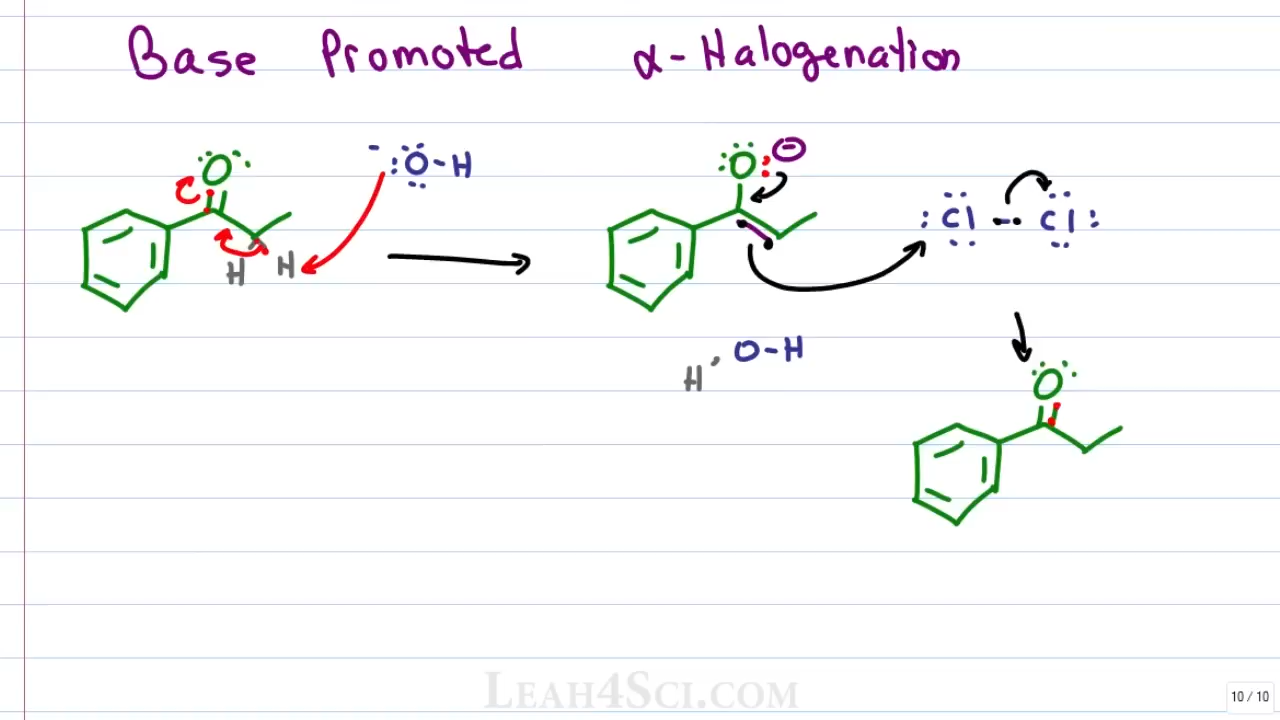 Base Promoted α-Halogenation
O O-H O ⊖
Cl - Cl
H H
O-H
H
O
LEAH4SCI.COM
10 / 10